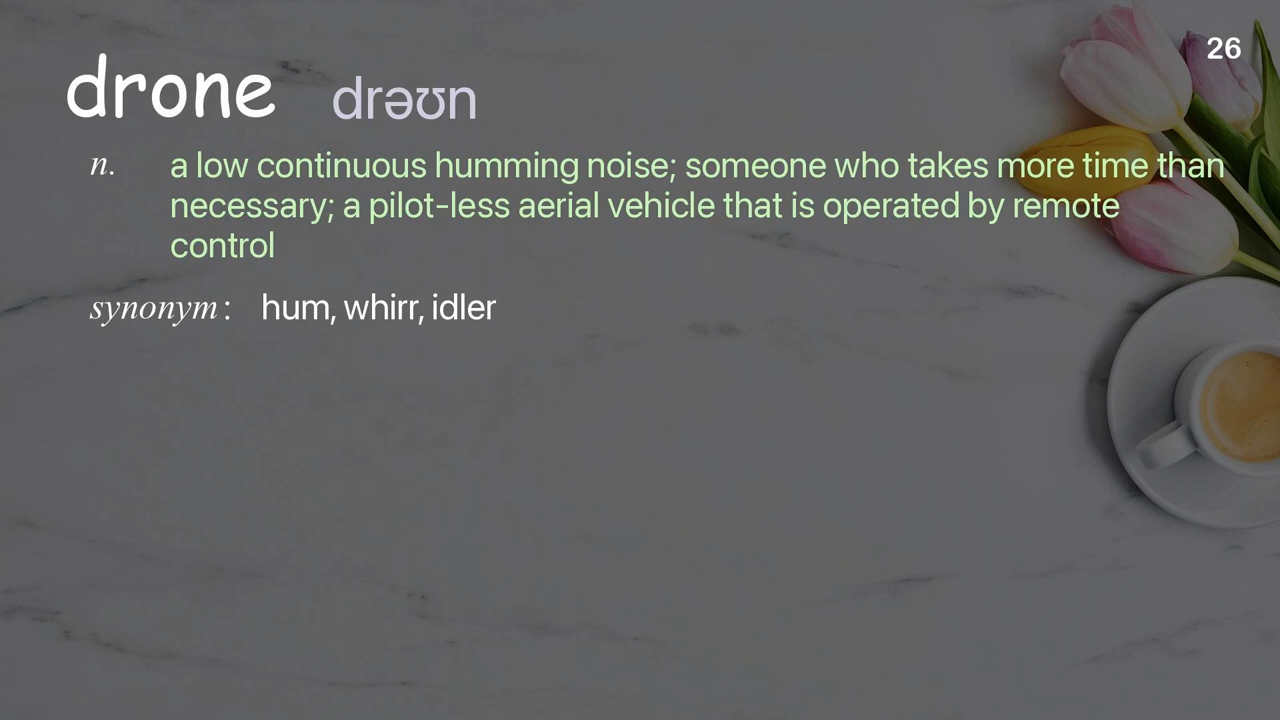 26
drone drəʊn
n. a low continuous humming noise; someone who takes more time than
necessary; a pilot-less aerial vehicle that is operated by remote
control
synonym: hum, whirr, idler